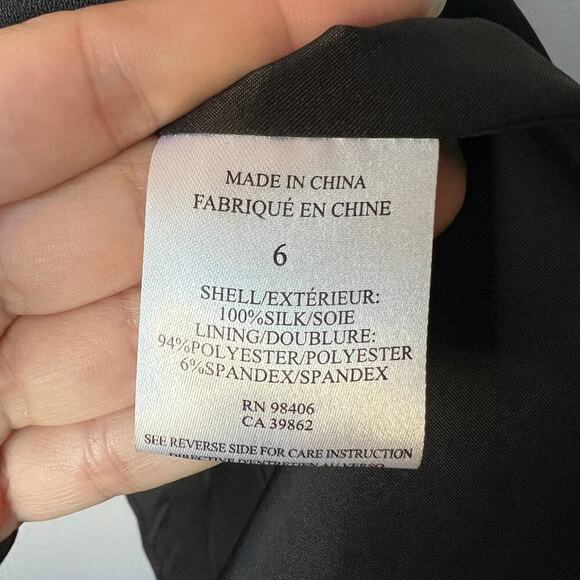 MADE IN CHINA
FABRIQUÉ EN CHINE
6
SHELL/EXTÉRIEUR:
100%SILK/SOIE
LINING/DOUBLURE:
94%POLYESTER/POLYESTER
6%SPANDEX/SPANDEX
RN 98406
CA 39862
SEE REVERSE SIDE FOR CARE INSTRUCTION